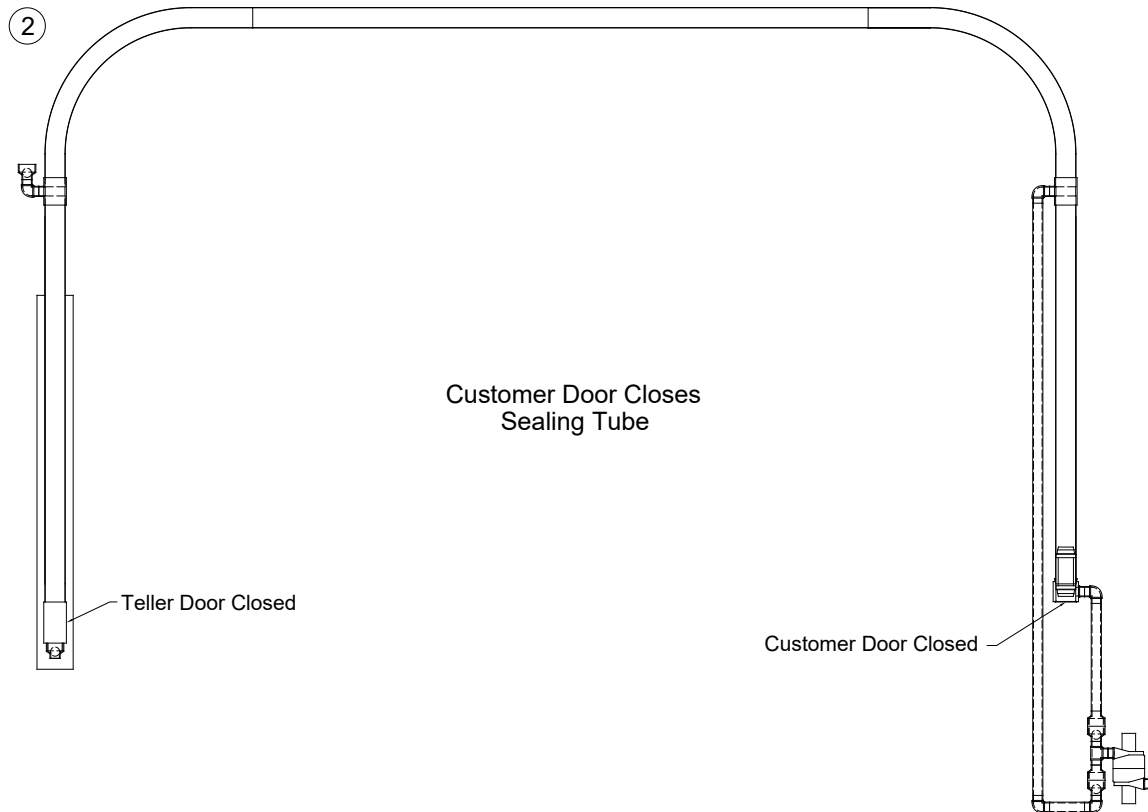 2
Customer Door Closes
Sealing Tube
Teller Door Closed
Customer Door Closed